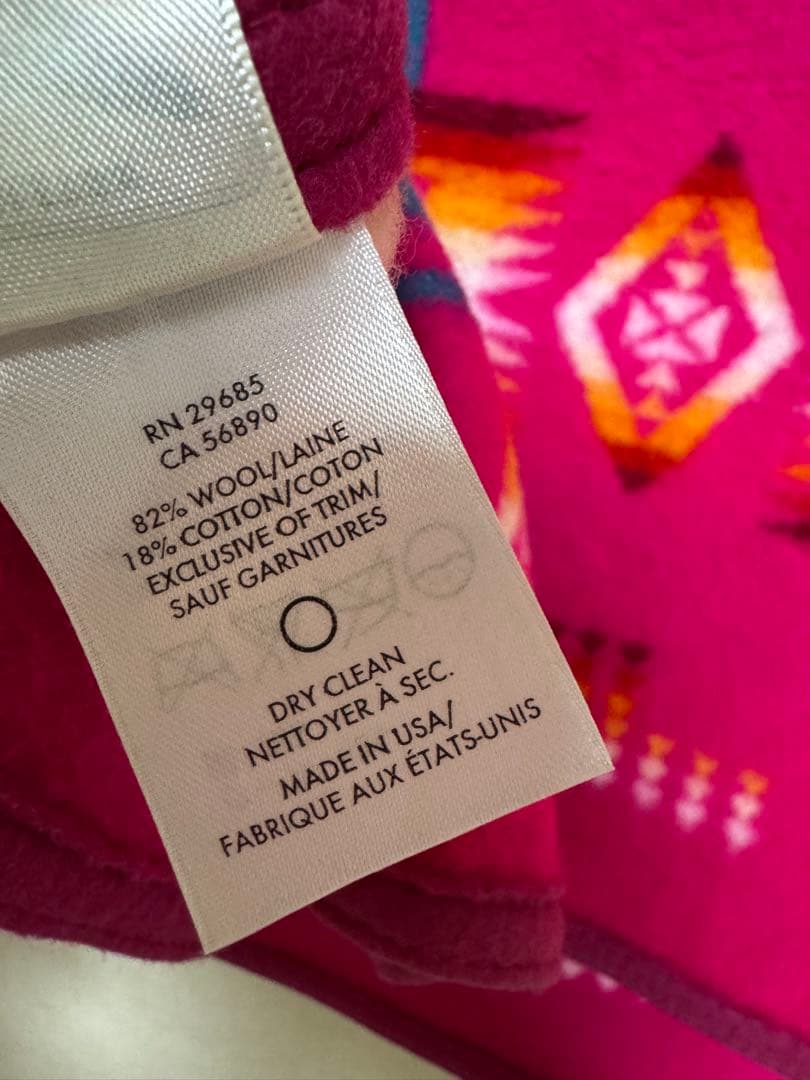 RN 29685
CA 56890
82% WOOL/LAINE
18% COTTON/COTON
EXCLUSIVE OF TRIM/
SAUF GARNITURES
DRY CLEAN
NETTOYER À SEC.
MADE IN USA/
FABRIQUE AUX ÉTATS-UNIS